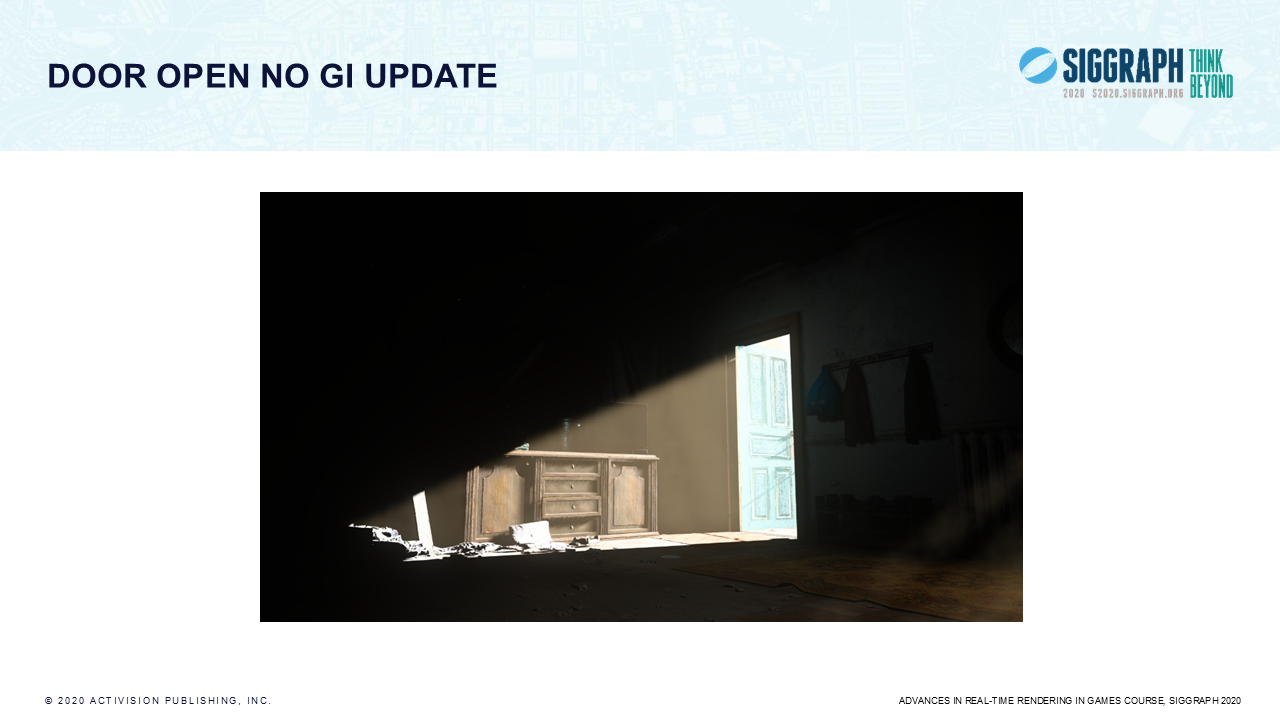 DOOR OPEN NO GI UPDATE
SIGGRAPH THINK BEYOND
2020 S2020.SIGGRAPH.ORG
© 2020 ACTIVISION PUBLISHING, INC.
ADVANCES IN REAL-TIME RENDERING IN GAMES COURSE, SIGGRAPH 2020